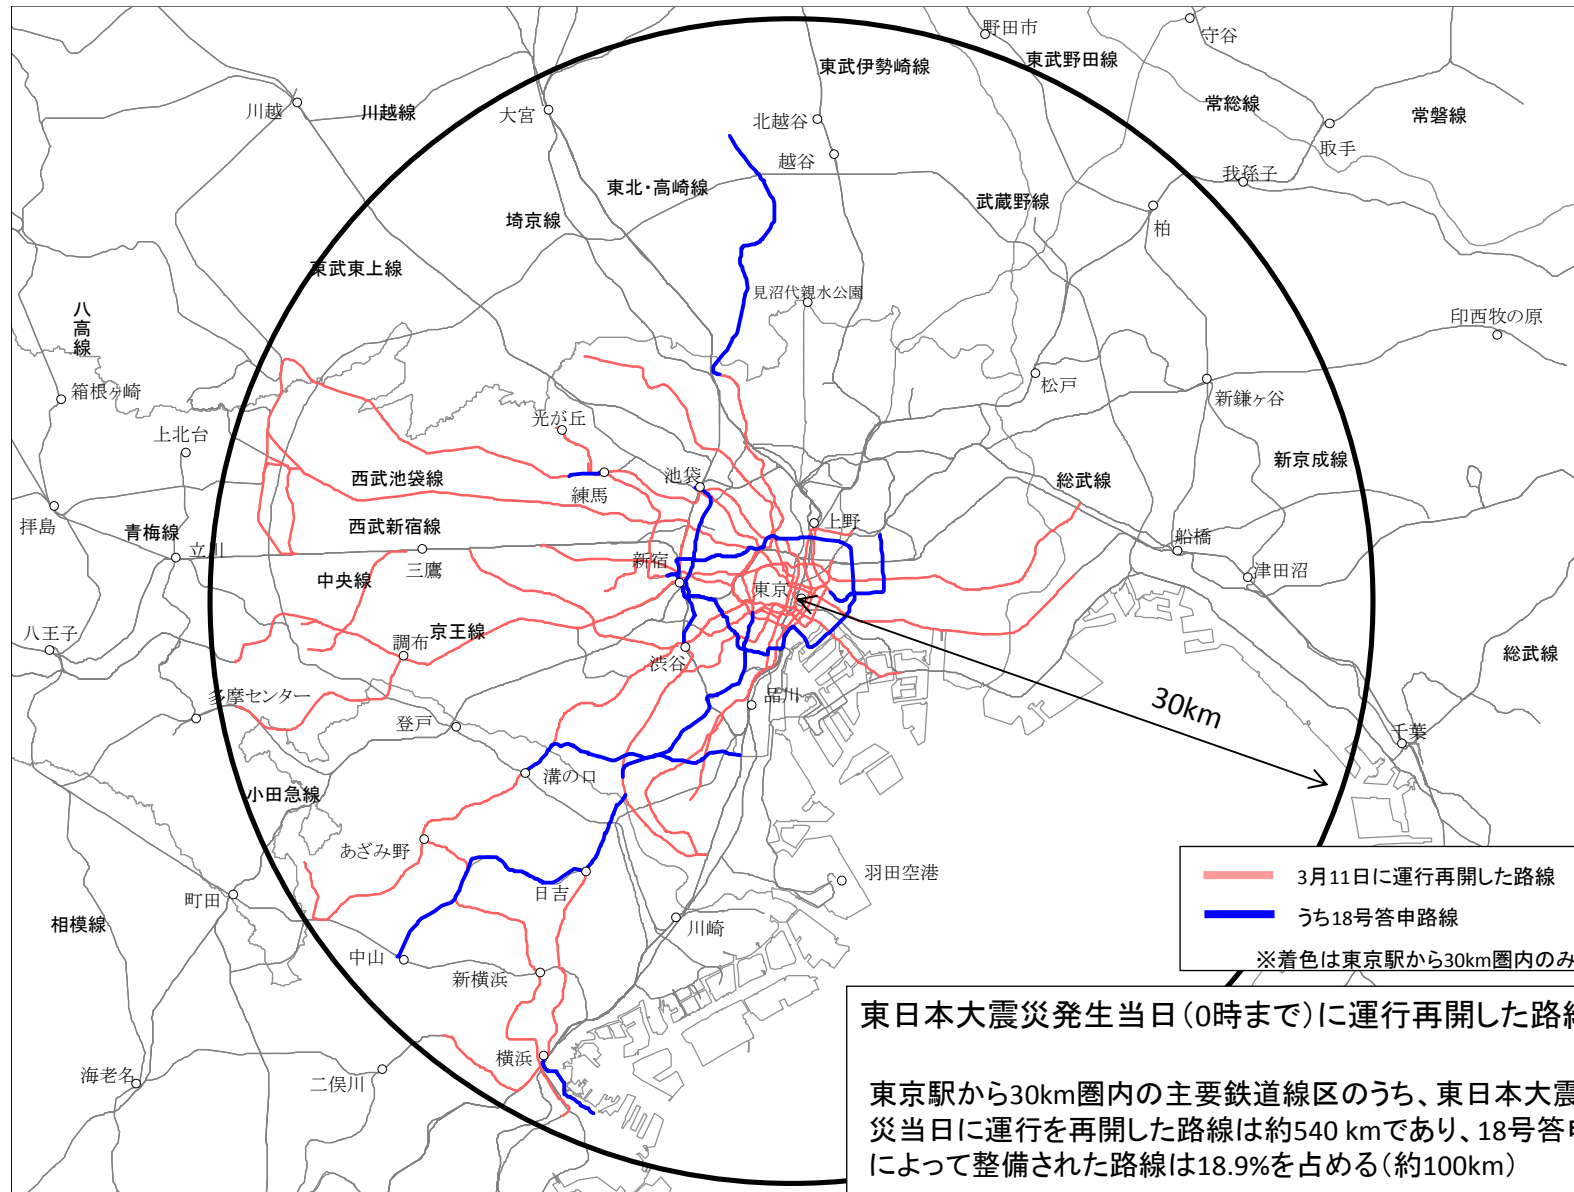 野田市
守谷
東武伊勢崎線
東武野田線
川越
川越線
大宮
北越谷
常総線
常磐線
取手
越谷
我孫子
東北・高崎線
武蔵野線
埼京線
柏
東武東上線
見沼代親水公園
八高線
印西牧の原
箱根ヶ崎
松戸
新鎌ヶ谷
上北台
光が丘
新京成線
西武池袋線
池袋
総武線
練馬
拝島
青梅線
西武新宿線
上野
立川
船橋
三鷹
新宿
中央線
東京
津田沼
八王子
京王線
調布
渋谷
総武線
多摩センター
品川
30km
登戸
千葉
溝の口
小田急線
あざみ野
日吉
羽田空港
町田
川崎
相模線
中山
新横浜
横浜
海老名
二俣川
3月11日に運行再開した路線
うち18号答申路線
※着色は東京駅から30km圏内のみ
東日本大震災発生当日(0時まで)に運行再開した路線
東京駅から30km圏内の主要鉄道線区のうち、東日本大震
災当日に運行を再開した路線は約540 kmであり、18号答申
によって整備された路線は18.9%を占める(約100km)